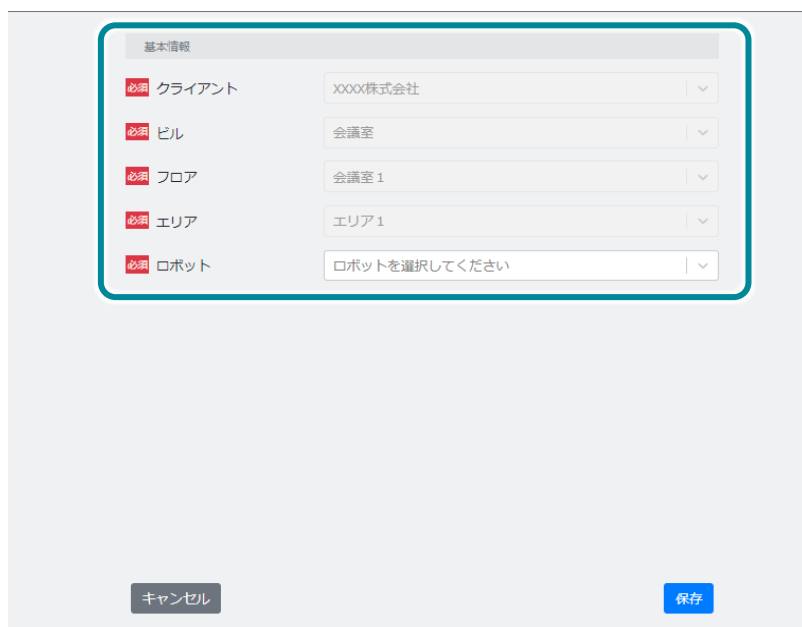 基本情報
必須 クライアント XXXX株式会社
必須 ビル 会議室
必須 フロア 会議室1
必須 エリア エリア1
必須 ロボット ロボットを選択してください
キャンセル 保存